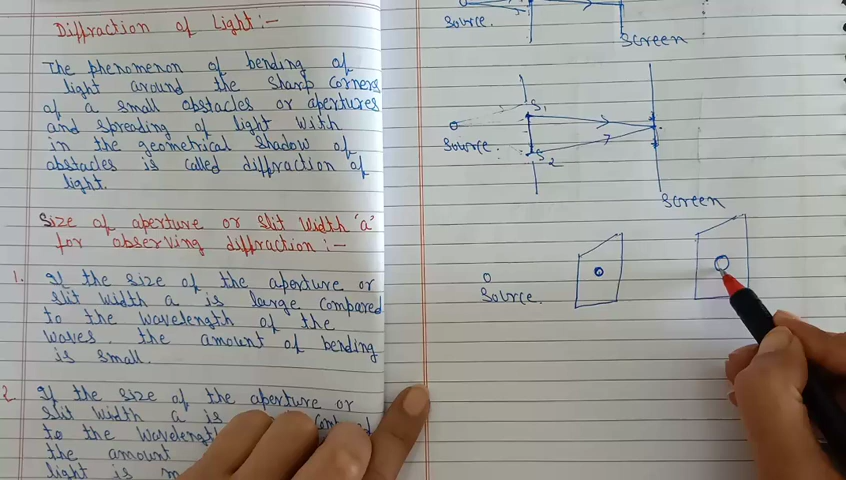 Diffraction of Light:-
The phenomenon of bending of
light around the sharp corners
of a small obstacles or apertures
and spreading of light with
in the geometrical shadow of
obstacles is called diffraction of
light.
Size of aperture or slit width 'a'
for observing diffraction:-
1. If the size of the aperture or
slit width a is large compared
to the wavelength of the
waves. the amount of bending
is small.
2. If the size of the aperture or
slit width a is
to the wavelength
the amount
light is
Source.
Screen
S1
Source.
S2
Screen
Source.